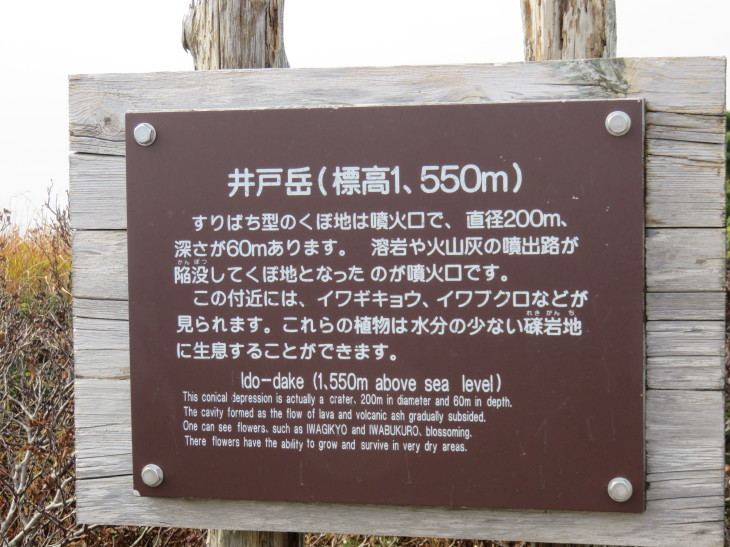 井戸岳(標高1、550m)
すりばち型のくぼ地は噴火口で、直径200m、
深さが60mあります。 溶岩や火山灰の噴出路が
かん ぼつ
陥没してくぼ地となった のが噴火口です。
この付近には、イワギキョウ、イワブクロなどが
見られます。これらの植物は水分の少ない礫岩地
れき がん ち
に生息することができます。
Ido-dake (1,550m above sea level)
This conical depression is actually a crater, 200m in diameter and 60m in depth.
The cavity formed as the flow of lava and volcanic ash gradually subsided.
One can see flowers, such as IWAGIKYO and IWABUKURO, blossoming.
There flowers have the ability to grow and survive in very dry areas.